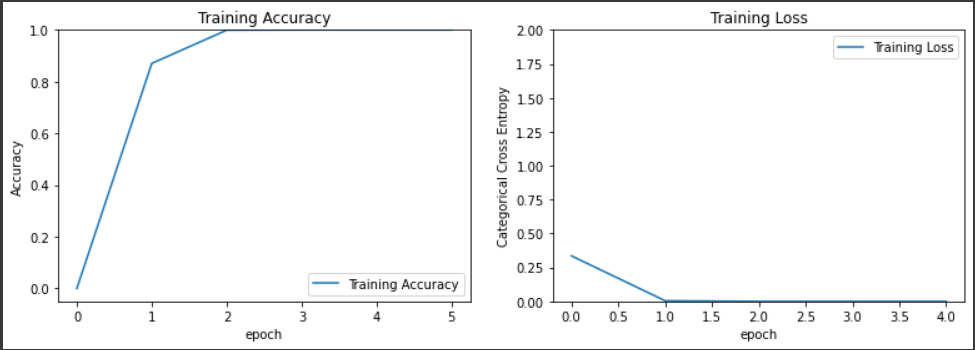 Training Accuracy
1.0
0.8
0.6
0.4
0.2
0.0
Accuracy
Training Accuracy
0 1 2 3 4 5
epoch
Training Loss
2.00
1.75
1.50
1.25
1.00
0.75
0.50
0.25
0.00
Categorical Cross Entropy
Training Loss
0.0 0.5 1.0 1.5 2.0 2.5 3.0 3.5 4.0
epoch